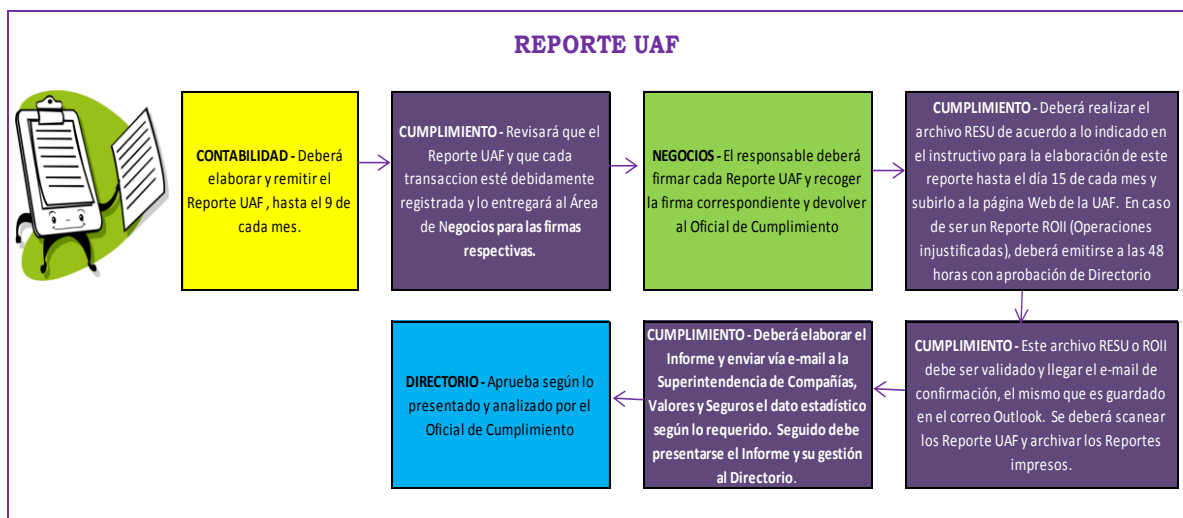 REPORTE UAF
CONTABILIDAD - Deberá
elaborar y remitir el
Reporte UAF , hasta el 9 de
cada mes.
CUMPLIMIENTO - Revisará que el
Reporte UAF y que cada
transaccion esté debidamente
registrada y lo entregará al Área
de Negocios para las firmas
respectivas.
NEGOCIOS - El responsable deberá
firmar cada Reporte UAF y recoger
la firma correspondiente y devolver
al Oficial de Cumplimiento
CUMPLIMIENTO - Deberá realizar el
archivo RESU de acuerdo a lo indicado en
el instructivo para la elaboración de este
reporte hasta el día 15 de cada mes y
subirlo a la página Web de la UAF. En caso
de ser un Reporte ROII (Operaciones
injustificadas), deberá emitirse a las 48
horas con aprobación de Directorio
CUMPLIMIENTO - Este archivo RESU o ROII
debe ser validado y llegar el e-mail de
confirmación, el mismo que es guardado
en el correo Outlook. Se deberá scanear
los Reporte UAF y archivar los Reportes
impresos.
CUMPLIMIENTO - Deberá elaborar el
Informe y enviar vía e-mail a la
Superintendencia de Compañías,
Valores y Seguros el dato estadístico
según lo requerido. Seguido debe
presentarse el Informe y su gestión
al Directorio.
DIRECTORIO - Aprueba según lo
presentado y analizado por el
Oficial de Cumplimiento